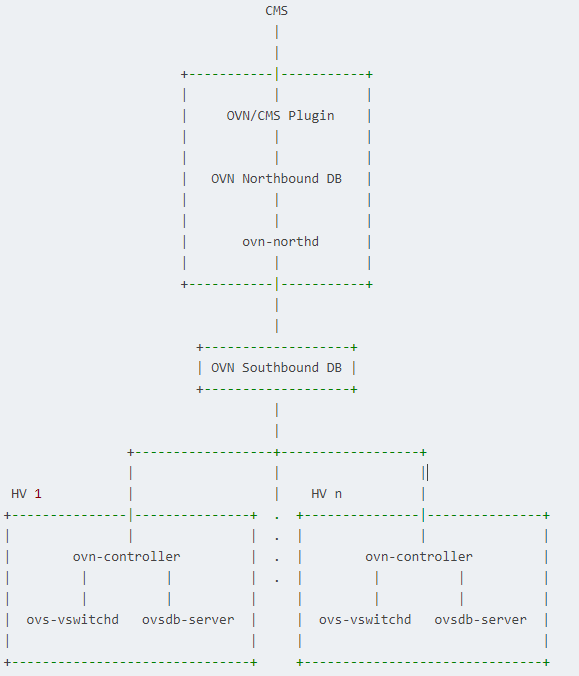 CMS
OVN/CMS Plugin
OVN Northbound DB
ovn-northd
OVN Southbound DB
HV 1 HV n
ovn-controller ovn-controller
ovs-vswitchd ovsdb-server ovs-vswitchd ovsdb-server